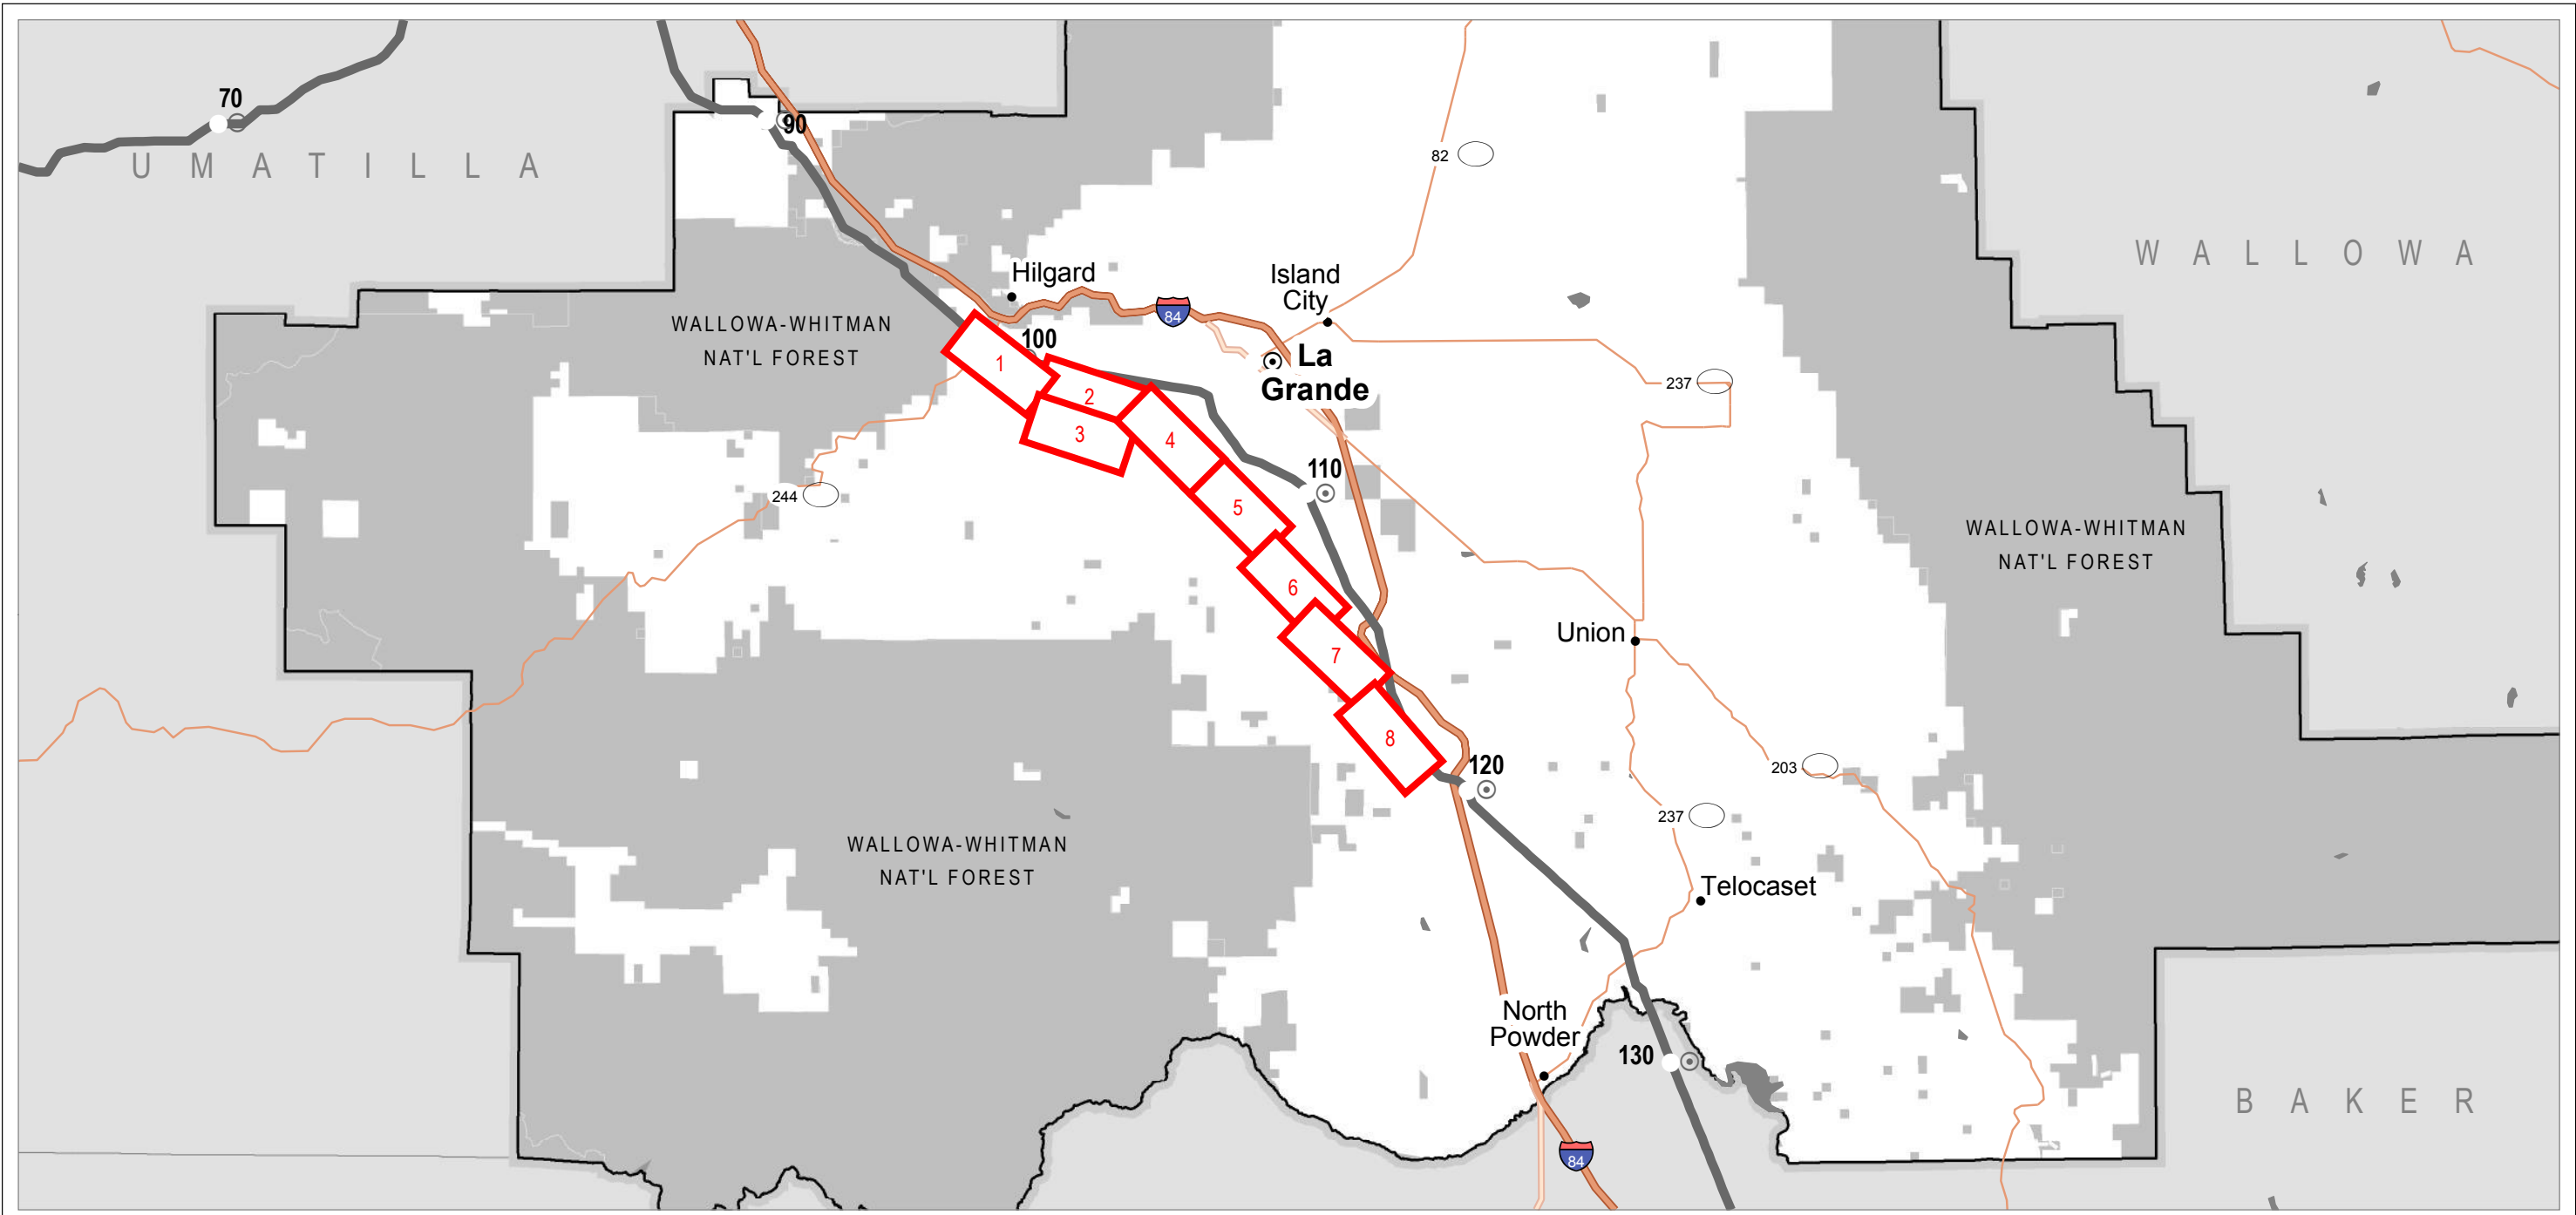 70
90
U M A T I L L A
82
W A L L O W A
Hilgard
Island
City
84
WALLOWA-WHITMAN
NAT'L FOREST
100
La
Grande
1
2
3
237
4
110
244
5
WALLOWA-WHITMAN
NAT'L FOREST
6
Union
7
8
120
203
237
WALLOWA-WHITMAN
NAT'L FOREST
Telocaset
North
Powder
130
B A K E R
84